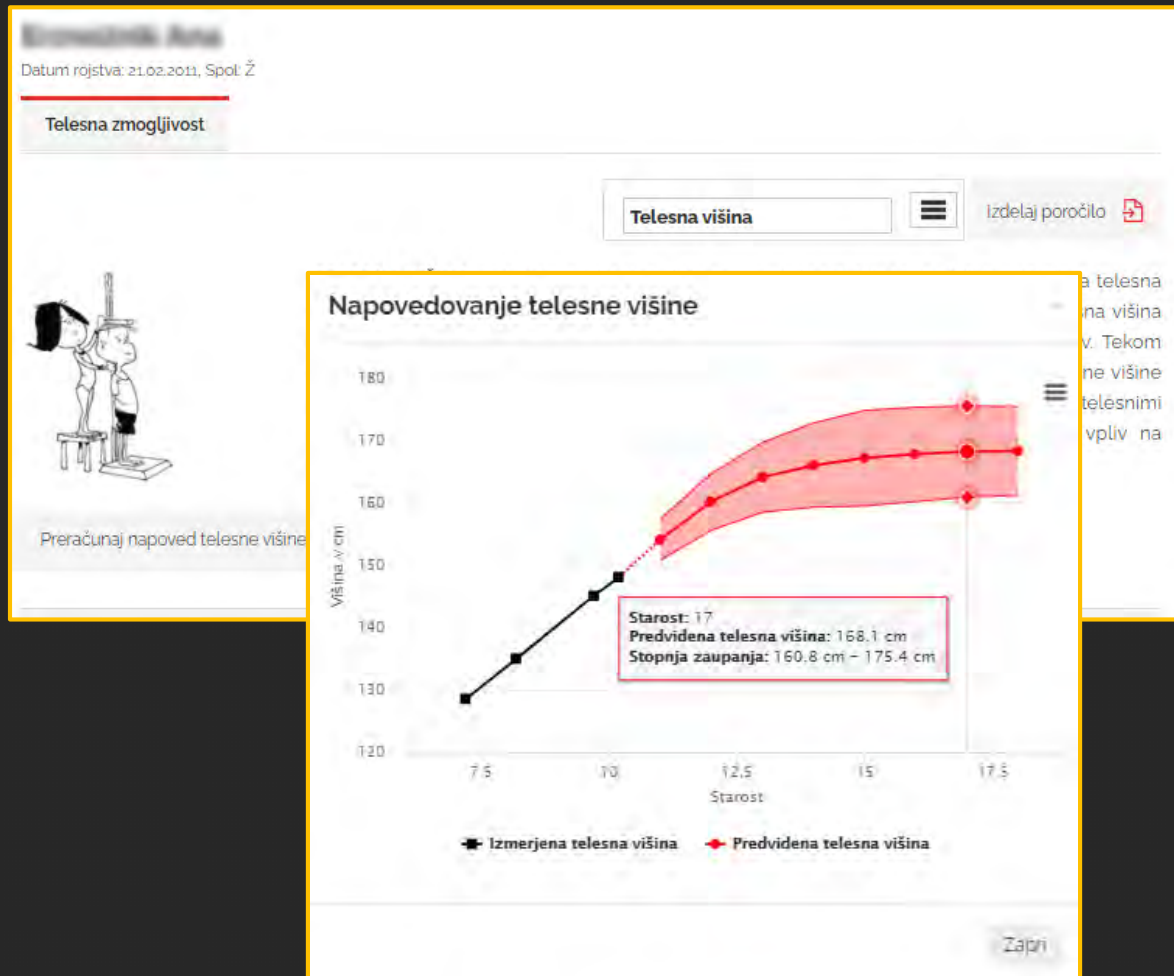 Datum rojstva: 21.02.2011, Spol: Ž
Telesna zmogljivost
Telesna višina
Izdelaj poročilo
a telesna
na višina
v. Tekom
ne višine
telesnimi
vpliv na
Preračunaj napoved telesne višine
Napovedovanje telesne višine
180
170
160
150
140
130
120
Višina v cm
Starost: 17
Predvidena telesna višina: 168.1 cm
Stopnja zaupanja: 160.8 cm – 175.4 cm
7.5 10 12.5 15 17.5
Starost
Izmerjena telesna višina Predvidena telesna višina
Zapri